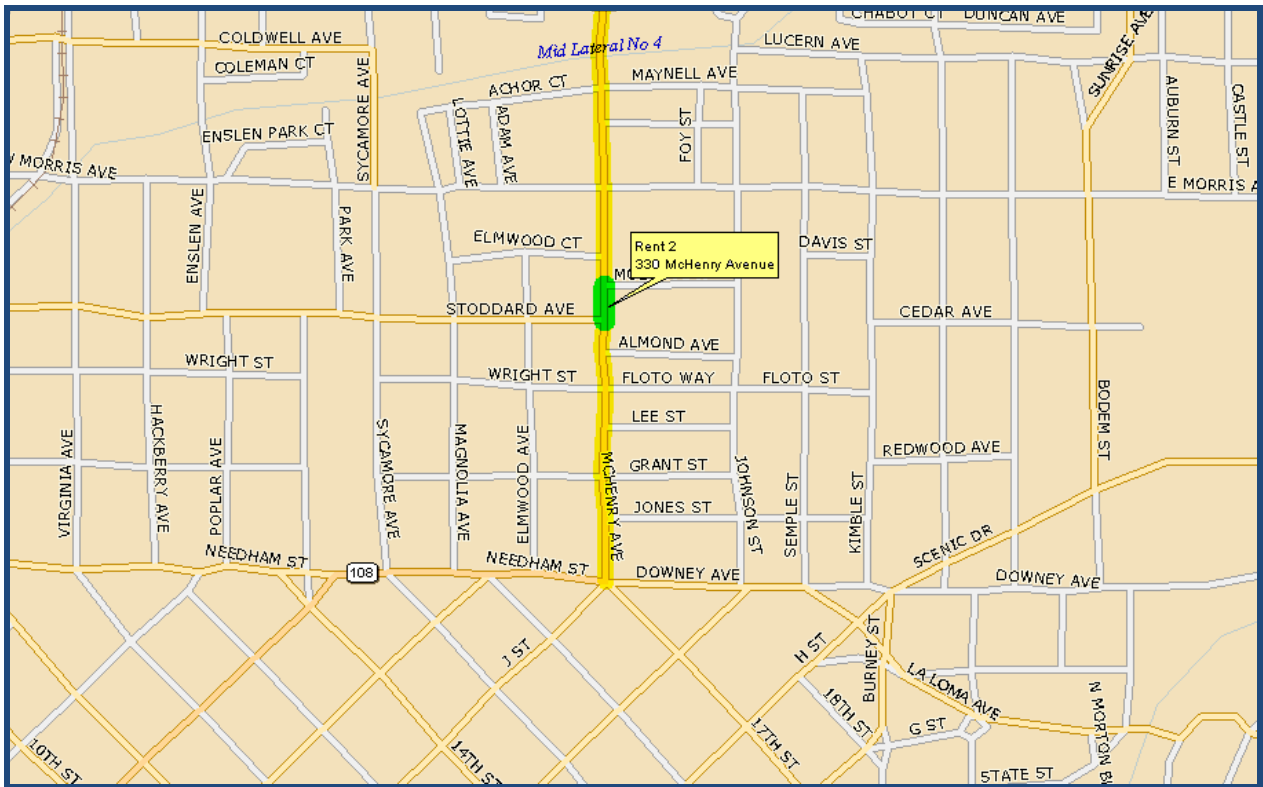 CHABOT CT
DUNCAN AVE
COLDWELL AVE
Mid Lateral No 4
LUCERN AVE
SUNRISE AVE
COLEMAN CT
SYCAMORE AVE
ACHOR CT
MAYNELL AVE
AUBURN ST
CASTLE ST
LOTTIE AVE
ADAM AVE
FOY ST
ENSLEN PARK CT
W MORRIS AVE
E MORRIS A
ENSLEN AVE
PARK AVE
ELMWOOD CT
Rent 2
330 McHenry Avenue
DAVIS ST
STODDARD AVE
CEDAR AVE
ALMOND AVE
WRIGHT ST
WRIGHT ST
FLOTO WAY
FLOTO ST
BODEM ST
LEE ST
VIRGINIA AVE
HACKBERRY AVE
POPLAR AVE
SYCAMORE AVE
MAGNOLIA AVE
ELMWOOD AVE
MCHENRY AVE
GRANT ST
JOHNSON ST
SEMPLE ST
KIMBLE ST
REDWOOD AVE
JONES ST
SCENIC DR
NEEDHAM ST
108
NEEDHAM ST
DOWNEY AVE
DOWNEY AVE
J ST
H ST
BURNEY ST
LA LOMA AVE
18TH ST
17TH ST
G ST
N MORTON B
10TH ST
14TH ST
STATE ST